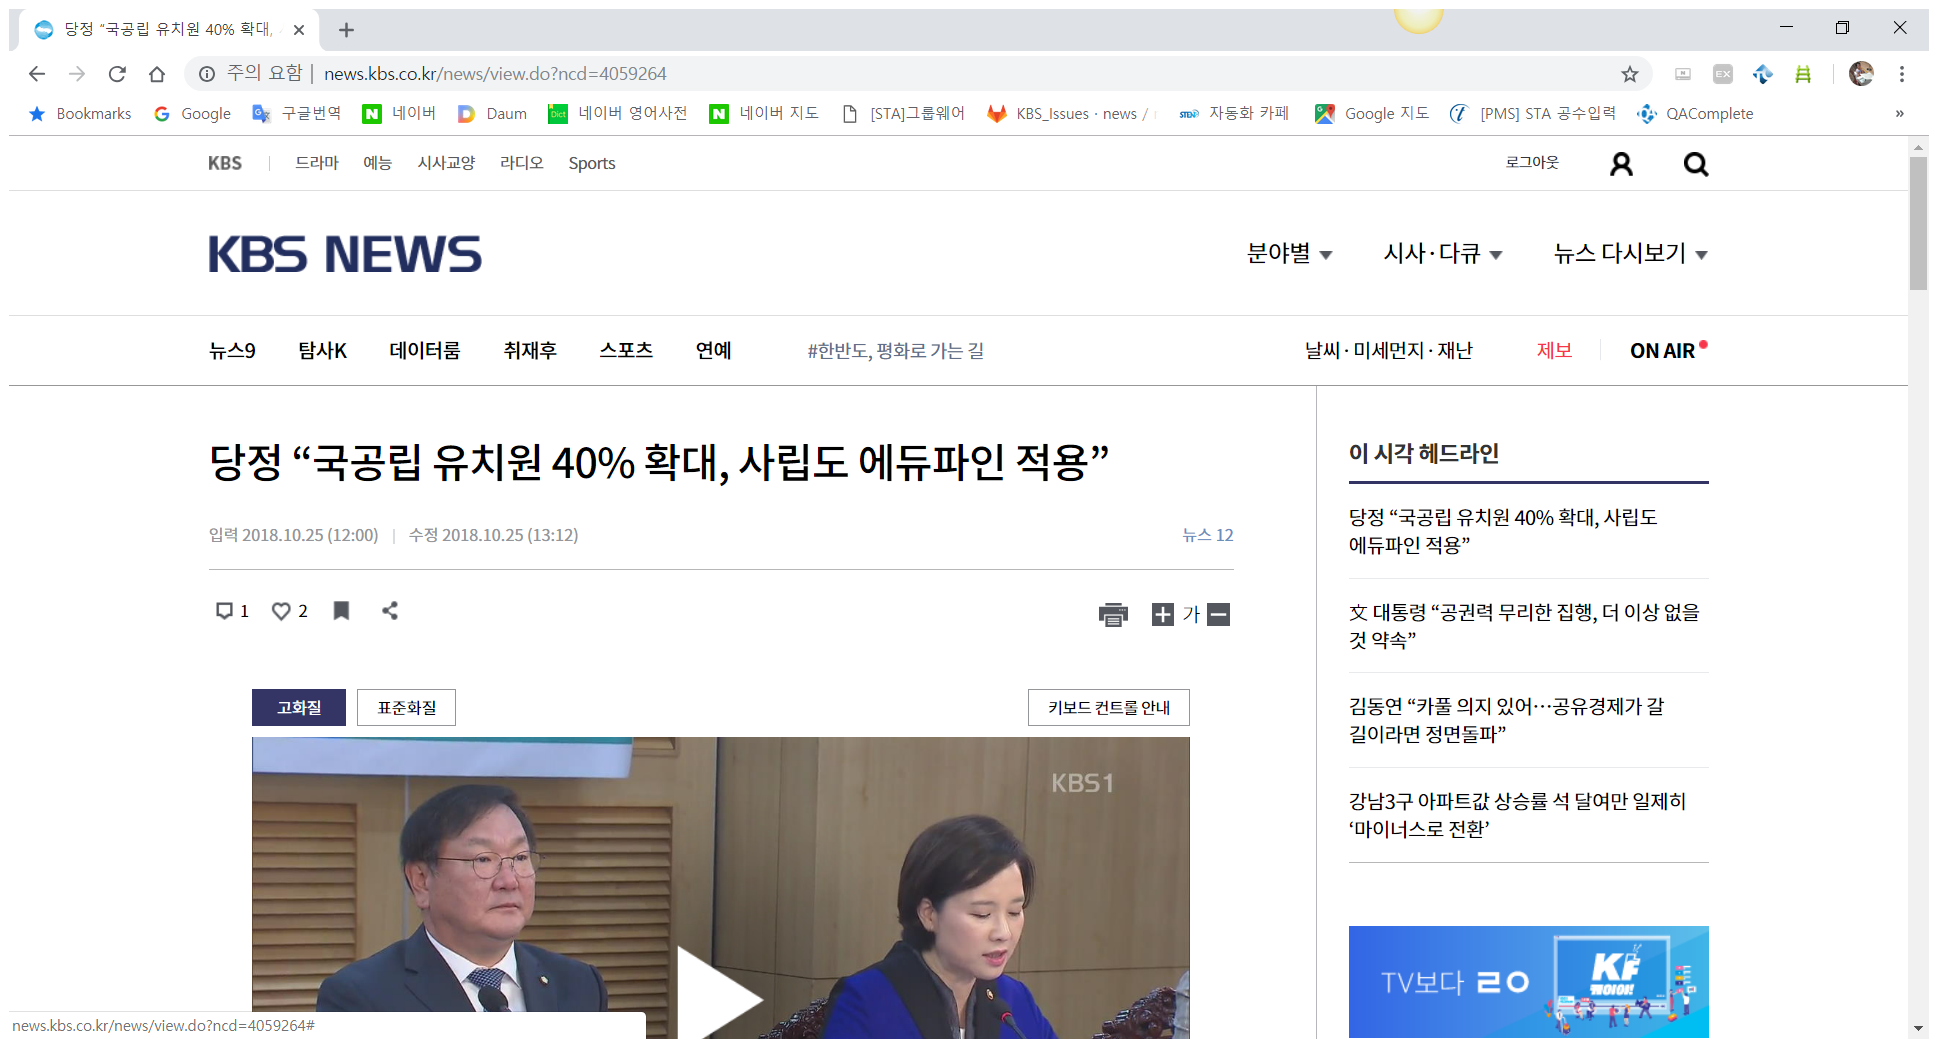 당정 “국공립 유치원 40% 확대,
주의 요함 | news.kbs.co.kr/news/view.do?ncd=4059264
EX
Bookmarks Google 구글번역 네이버 Daum 네이버 영어사전 네이버 지도 [STA]그룹웨어 KBS_Issues · news / 자동화 카페 Google 지도 [PMS] STA 공수입력 QAComplete »
KBS 드라마 예능 시사교양 라디오 Sports 로그아웃
KBS NEWS 분야별 시사·다큐 뉴스 다시보기
뉴스9 탐사K 데이터룸 취재후 스포츠 연예 #한반도, 평화로 가는 길 날씨·미세먼지·재난 제보 ON AIR
당정 “국공립 유치원 40% 확대, 사립도 에듀파인 적용”
입력 2018.10.25 (12:00) | 수정 2018.10.25 (13:12) 뉴스 12
1 2 가
고화질 표준화질 키보드 컨트롤 안내
KBS1
이 시각 헤드라인
당정 “국공립 유치원 40% 확대, 사립도
에듀파인 적용”
文 대통령 “공권력 무리한 집행, 더 이상 없을
것 약속”
김동연 “카풀 의지 있어…공유경제가 갈
길이라면 정면돌파”
강남3구 아파트값 상승률 석 달여만 일제히
‘마이너스로 전환’
TV보다 ㄹㅇ
KF
news.kbs.co.kr/news/view.do?ncd=4059264#